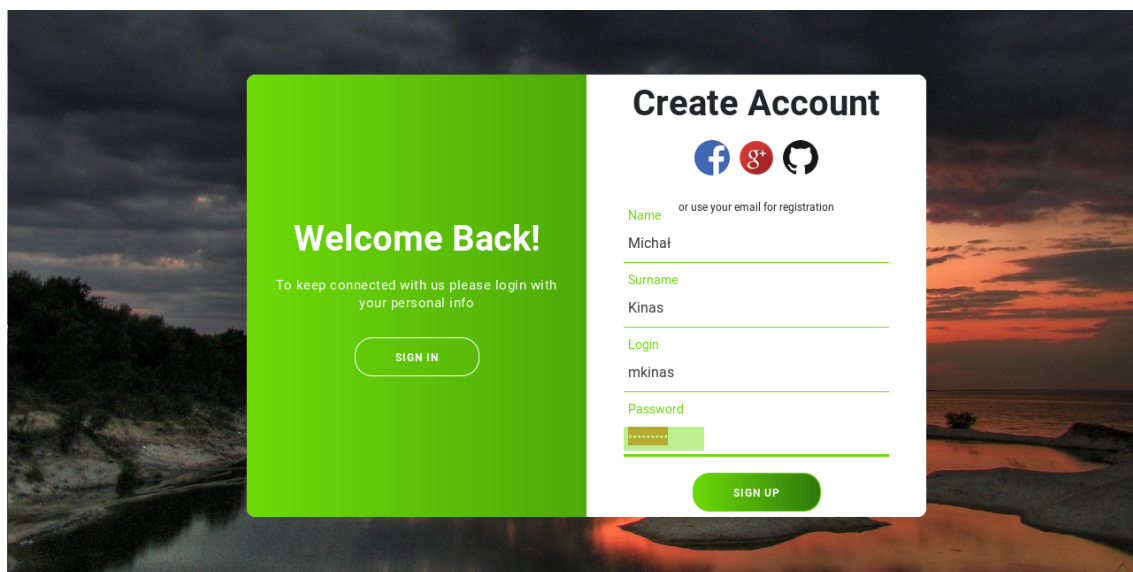 Welcome Back!
To keep connected with us please login with
your personal info
SIGN IN
Create Account
g+
or use your email for registration
Name
Michał
Surname
Kinas
Login
mkinas
Password
•••••••••
SIGN UP